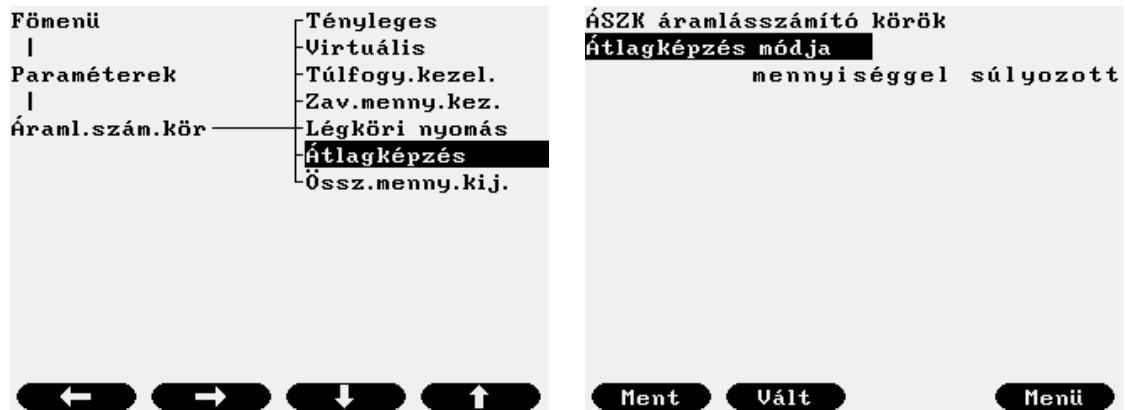 Fömenü
Paraméterek
Áraml.szám.kör
Tényleges
Virtuális
Túlfogy.kezel.
Zav.menny.kez.
Légköri nyomás
Átlagképzés
Össz.menny.kij.
ÁSZK áramlásszámító körök
Átlagképzés módja
mennyiséggel súlyozott
Ment Vált Menü